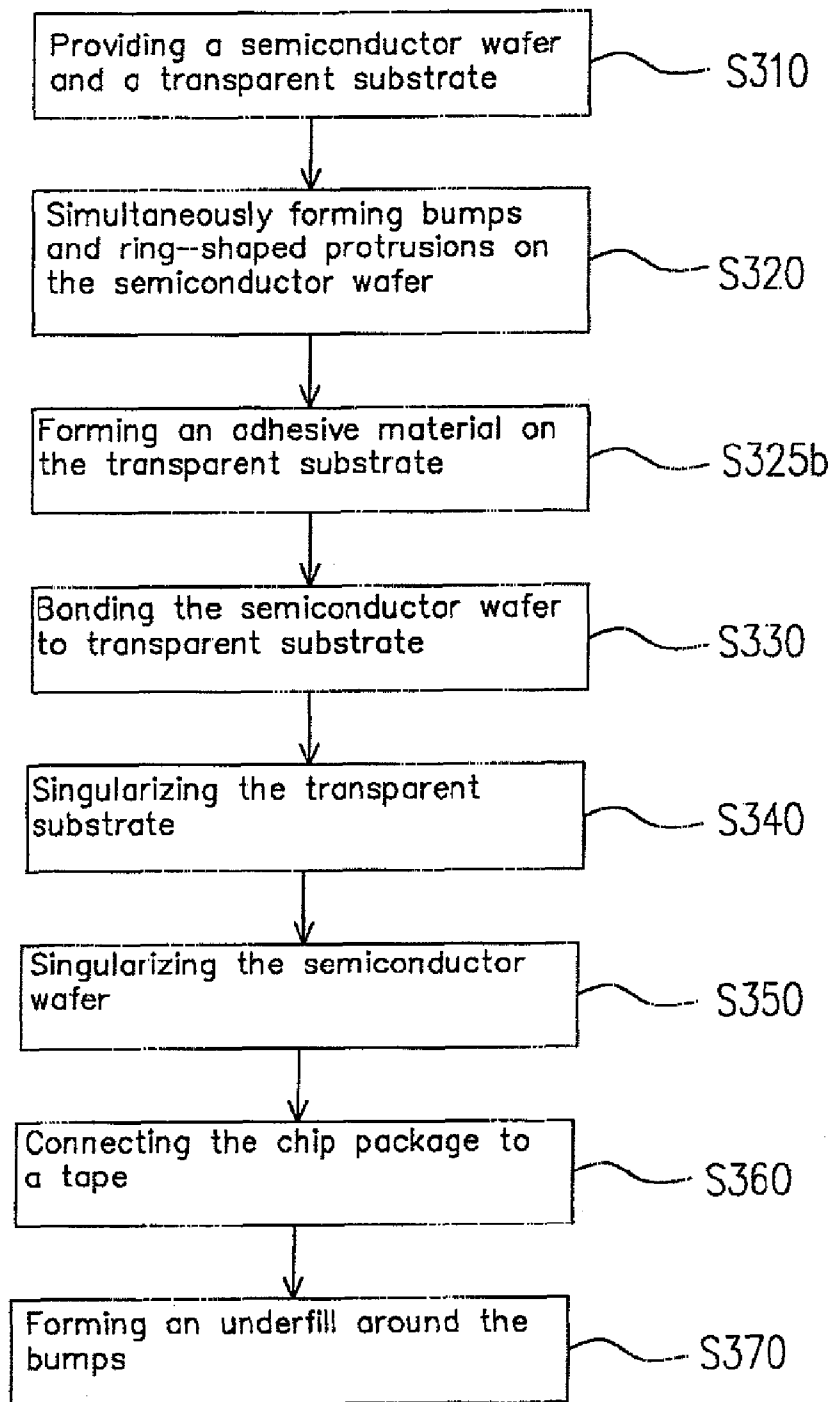 Providing a semiconductor wafer
and a transparent substrate
S310
Simultaneously forming bumps
and ring--shaped protrusions on
the semiconductor wafer
S320
Forming an adhesive material on
the transparent substrate
S325b
Bonding the semiconductor wafer
to transparent substrate
S330
Singularizing the transparent
substrate
S340
Singularizing the semiconductor
wafer
S350
Connecting the chip package to
a tape
S360
Forming an underfill around the
bumps
S370